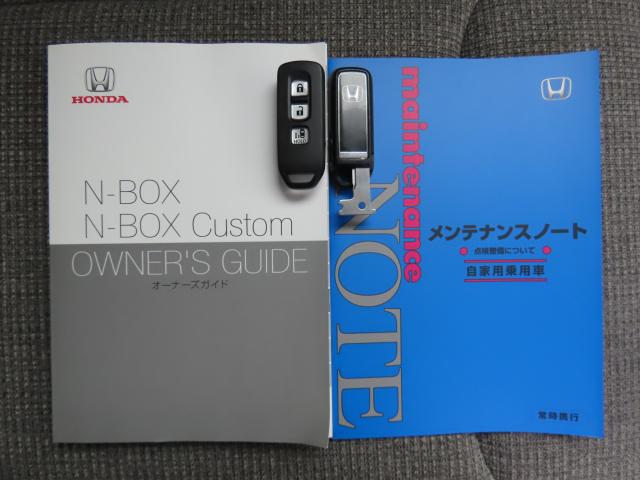 HONDA
N-BOX
N-BOX Custom
OWNER'S GUIDE
オーナーズガイド
HOLD
maintenance
NOTE
メンテナンスノート
点検整備について
自家用乗用車
常時携行